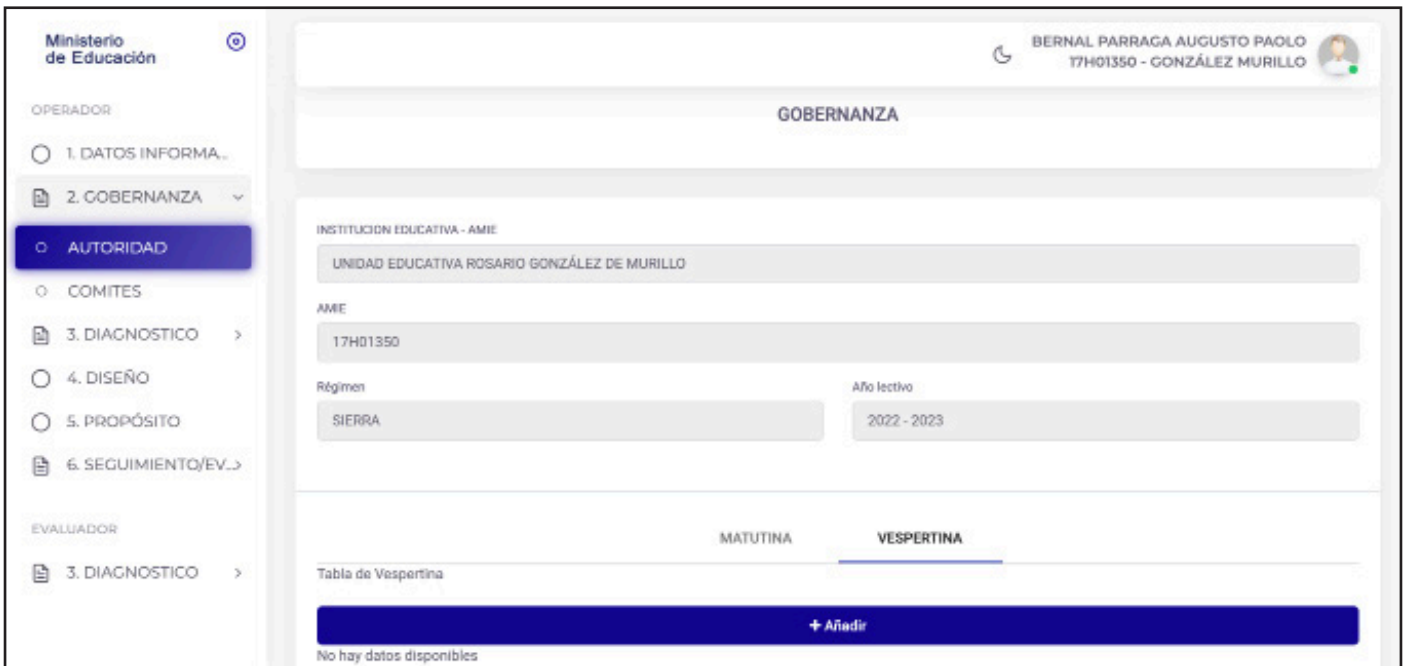 Ministerio
de Educación
OPERADOR
1. DATOS INFORMA...
2. GOBERNANZA
AUTORIDAD
COMITES
3. DIAGNOSTICO
4. DISEÑO
5. PROPÓSITO
6. SEGUIMIENTO/EV...
EVALUADOR
3. DIAGNOSTICO
BERNAL PARRAGA AUGUSTO PAOLO
17H01350 - GONZÁLEZ MURILLO
GOBERNANZA
INSTITUCION EDUCATIVA - AMIE
UNIDAD EDUCATIVA ROSARIO GONZÁLEZ DE MURILLO
AMIE
17H01350
Régimen
Año lectivo
SIERRA
2022 - 2023
MATUTINA
VESPERTINA
Tabla de Vespertina
+ Añadir
No hay datos disponibles